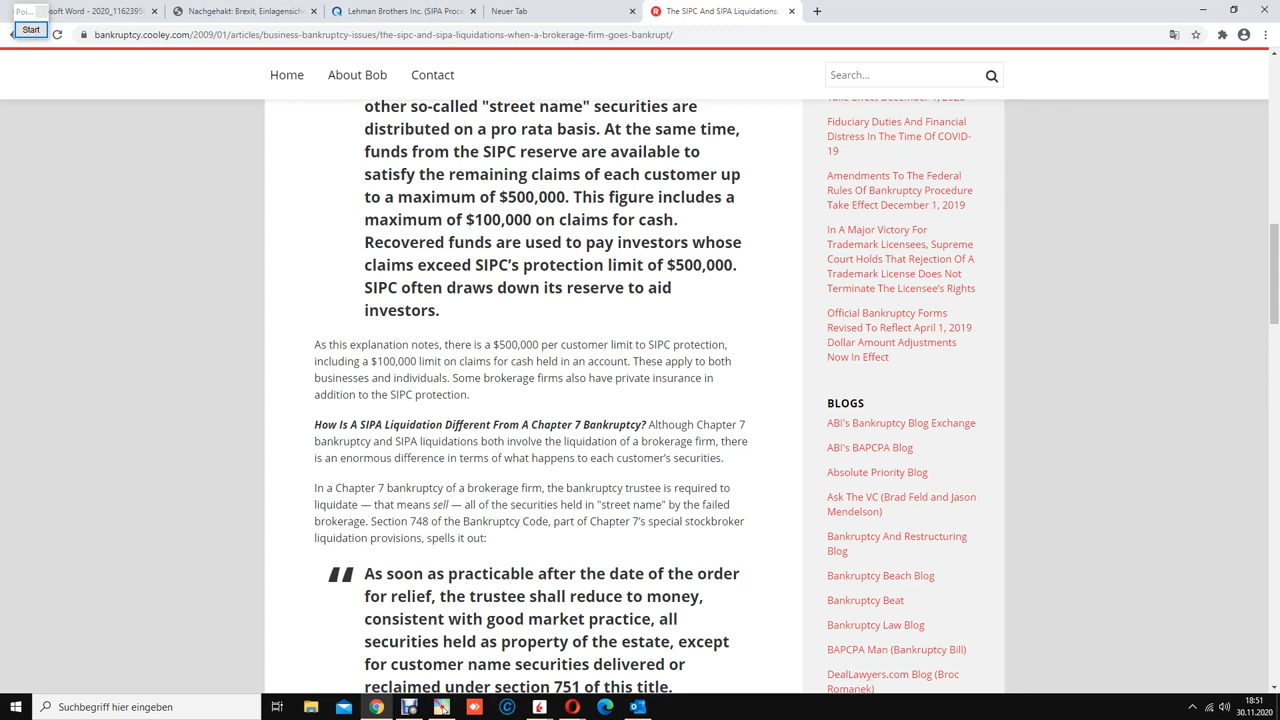 Poi...
Start
soft Word - 2020_1162395
Nachgehakt: Brexit, Einlagensiche
Lehman Brothers Inc. (SIPA Proce
Neuer Tab
The SIPC And SIPA Liquidations:
bankruptcy.cooley.com/2009/01/articles/business-bankruptcy-issues/the-sipc-and-sipa-liquidations-when-a-brokerage-firm-goes-bankrupt/
Home About Bob Contact
Search...
other so-called "street name" securities are
distributed on a pro rata basis. At the same time,
funds from the SIPC reserve are available to
satisfy the remaining claims of each customer up
to a maximum of $500,000. This figure includes a
maximum of $100,000 on claims for cash.
Recovered funds are used to pay investors whose
claims exceed SIPC’s protection limit of $500,000.
SIPC often draws down its reserve to aid
investors.
As this explanation notes, there is a $500,000 per customer limit to SIPC protection,
including a $100,000 limit on claims for cash held in an account. These apply to both
businesses and individuals. Some brokerage firms also have private insurance in
addition to the SIPC protection.
How Is A SIPA Liquidation Different From A Chapter 7 Bankruptcy? Although Chapter 7
bankruptcy and SIPA liquidations both involve the liquidation of a brokerage firm, there
is an enormous difference in terms of what happens to each customer’s securities.
In a Chapter 7 bankruptcy of a brokerage firm, the bankruptcy trustee is required to
liquidate — that means sell — all of the securities held in "street name" by the failed
brokerage. Section 748 of the Bankruptcy Code, part of Chapter 7’s special stockbroker
liquidation provisions, spells it out:
As soon as practicable after the date of the order
for relief, the trustee shall reduce to money,
consistent with good market practice, all
securities held as property of the estate, except
for customer name securities delivered or
reclaimed under section 751 of this title.
Take Effect December 1, 2020
Fiduciary Duties And Financial
Distress In The Time Of COVID-
19
Amendments To The Federal
Rules Of Bankruptcy Procedure
Take Effect December 1, 2019
In A Major Victory For
Trademark Licensees, Supreme
Court Holds That Rejection Of A
Trademark License Does Not
Terminate The Licensee’s Rights
Official Bankruptcy Forms
Revised To Reflect April 1, 2019
Dollar Amount Adjustments
Now In Effect
BLOGS
ABI's Bankruptcy Blog Exchange
ABI's BAPCPA Blog
Absolute Priority Blog
Ask The VC (Brad Feld and Jason
Mendelson)
Bankruptcy And Restructuring
Blog
Bankruptcy Beach Blog
Bankruptcy Beat
Bankruptcy Law Blog
BAPCPA Man (Bankruptcy Bill)
DealLawyers.com Blog (Broc
Romanek)
Suchbegriff hier eingeben
18:51
30.11.2020